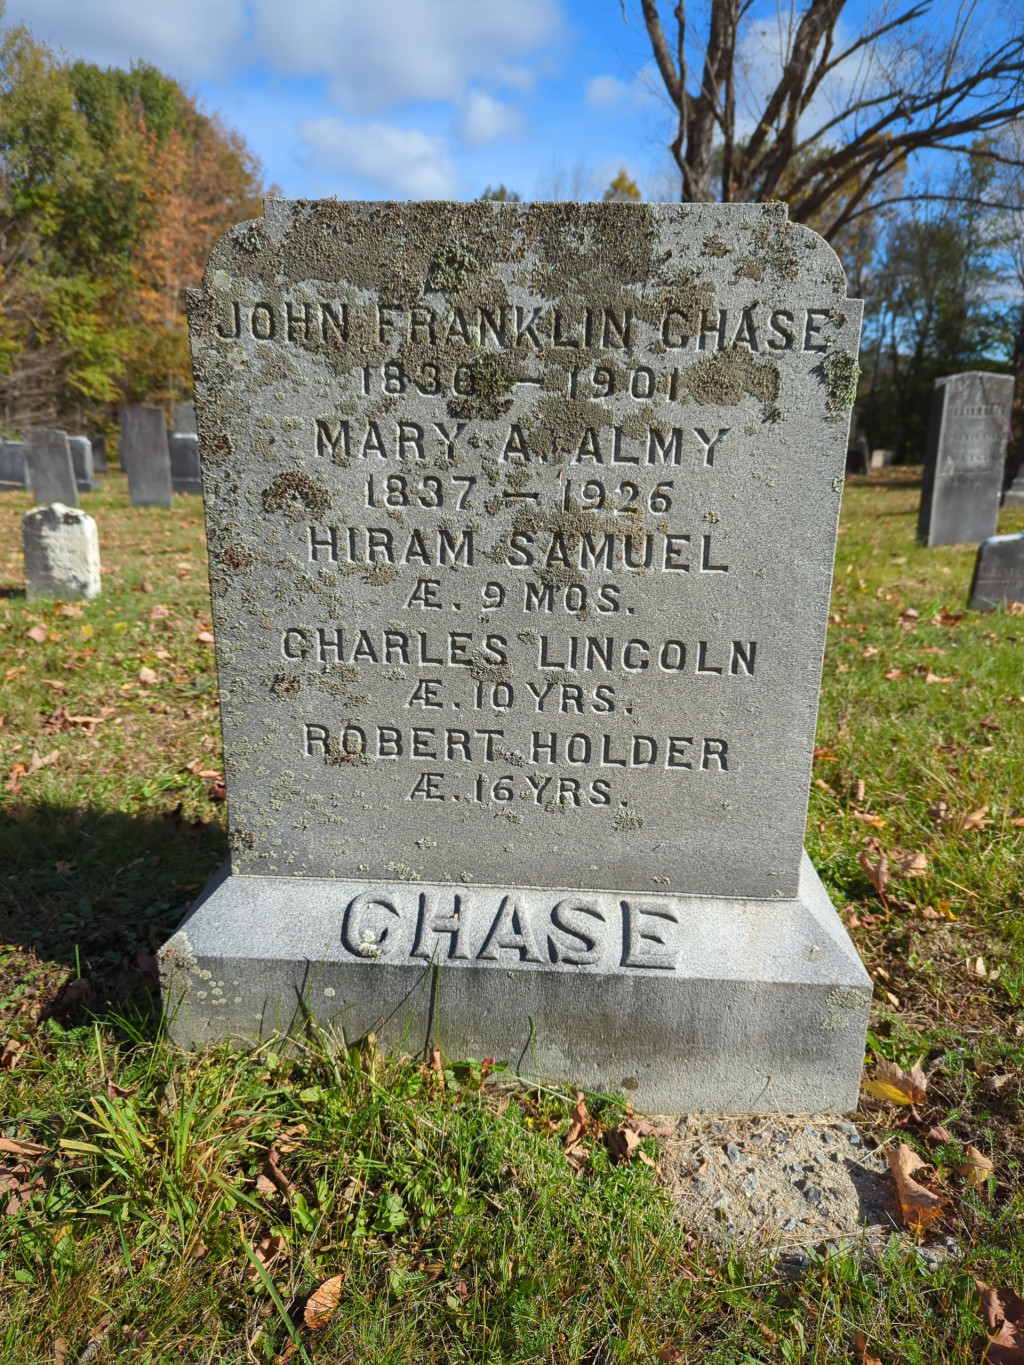 JOHN FRANKLIN CHASE
1830 – 1901
MARY A. ALMY
1837 – 1926
HIRAM SAMUEL
Æ. 9 MOS.
CHARLES LINCOLN
Æ. 10 YRS.
ROBERT HOLDER
Æ. 16 YRS.
CHASE